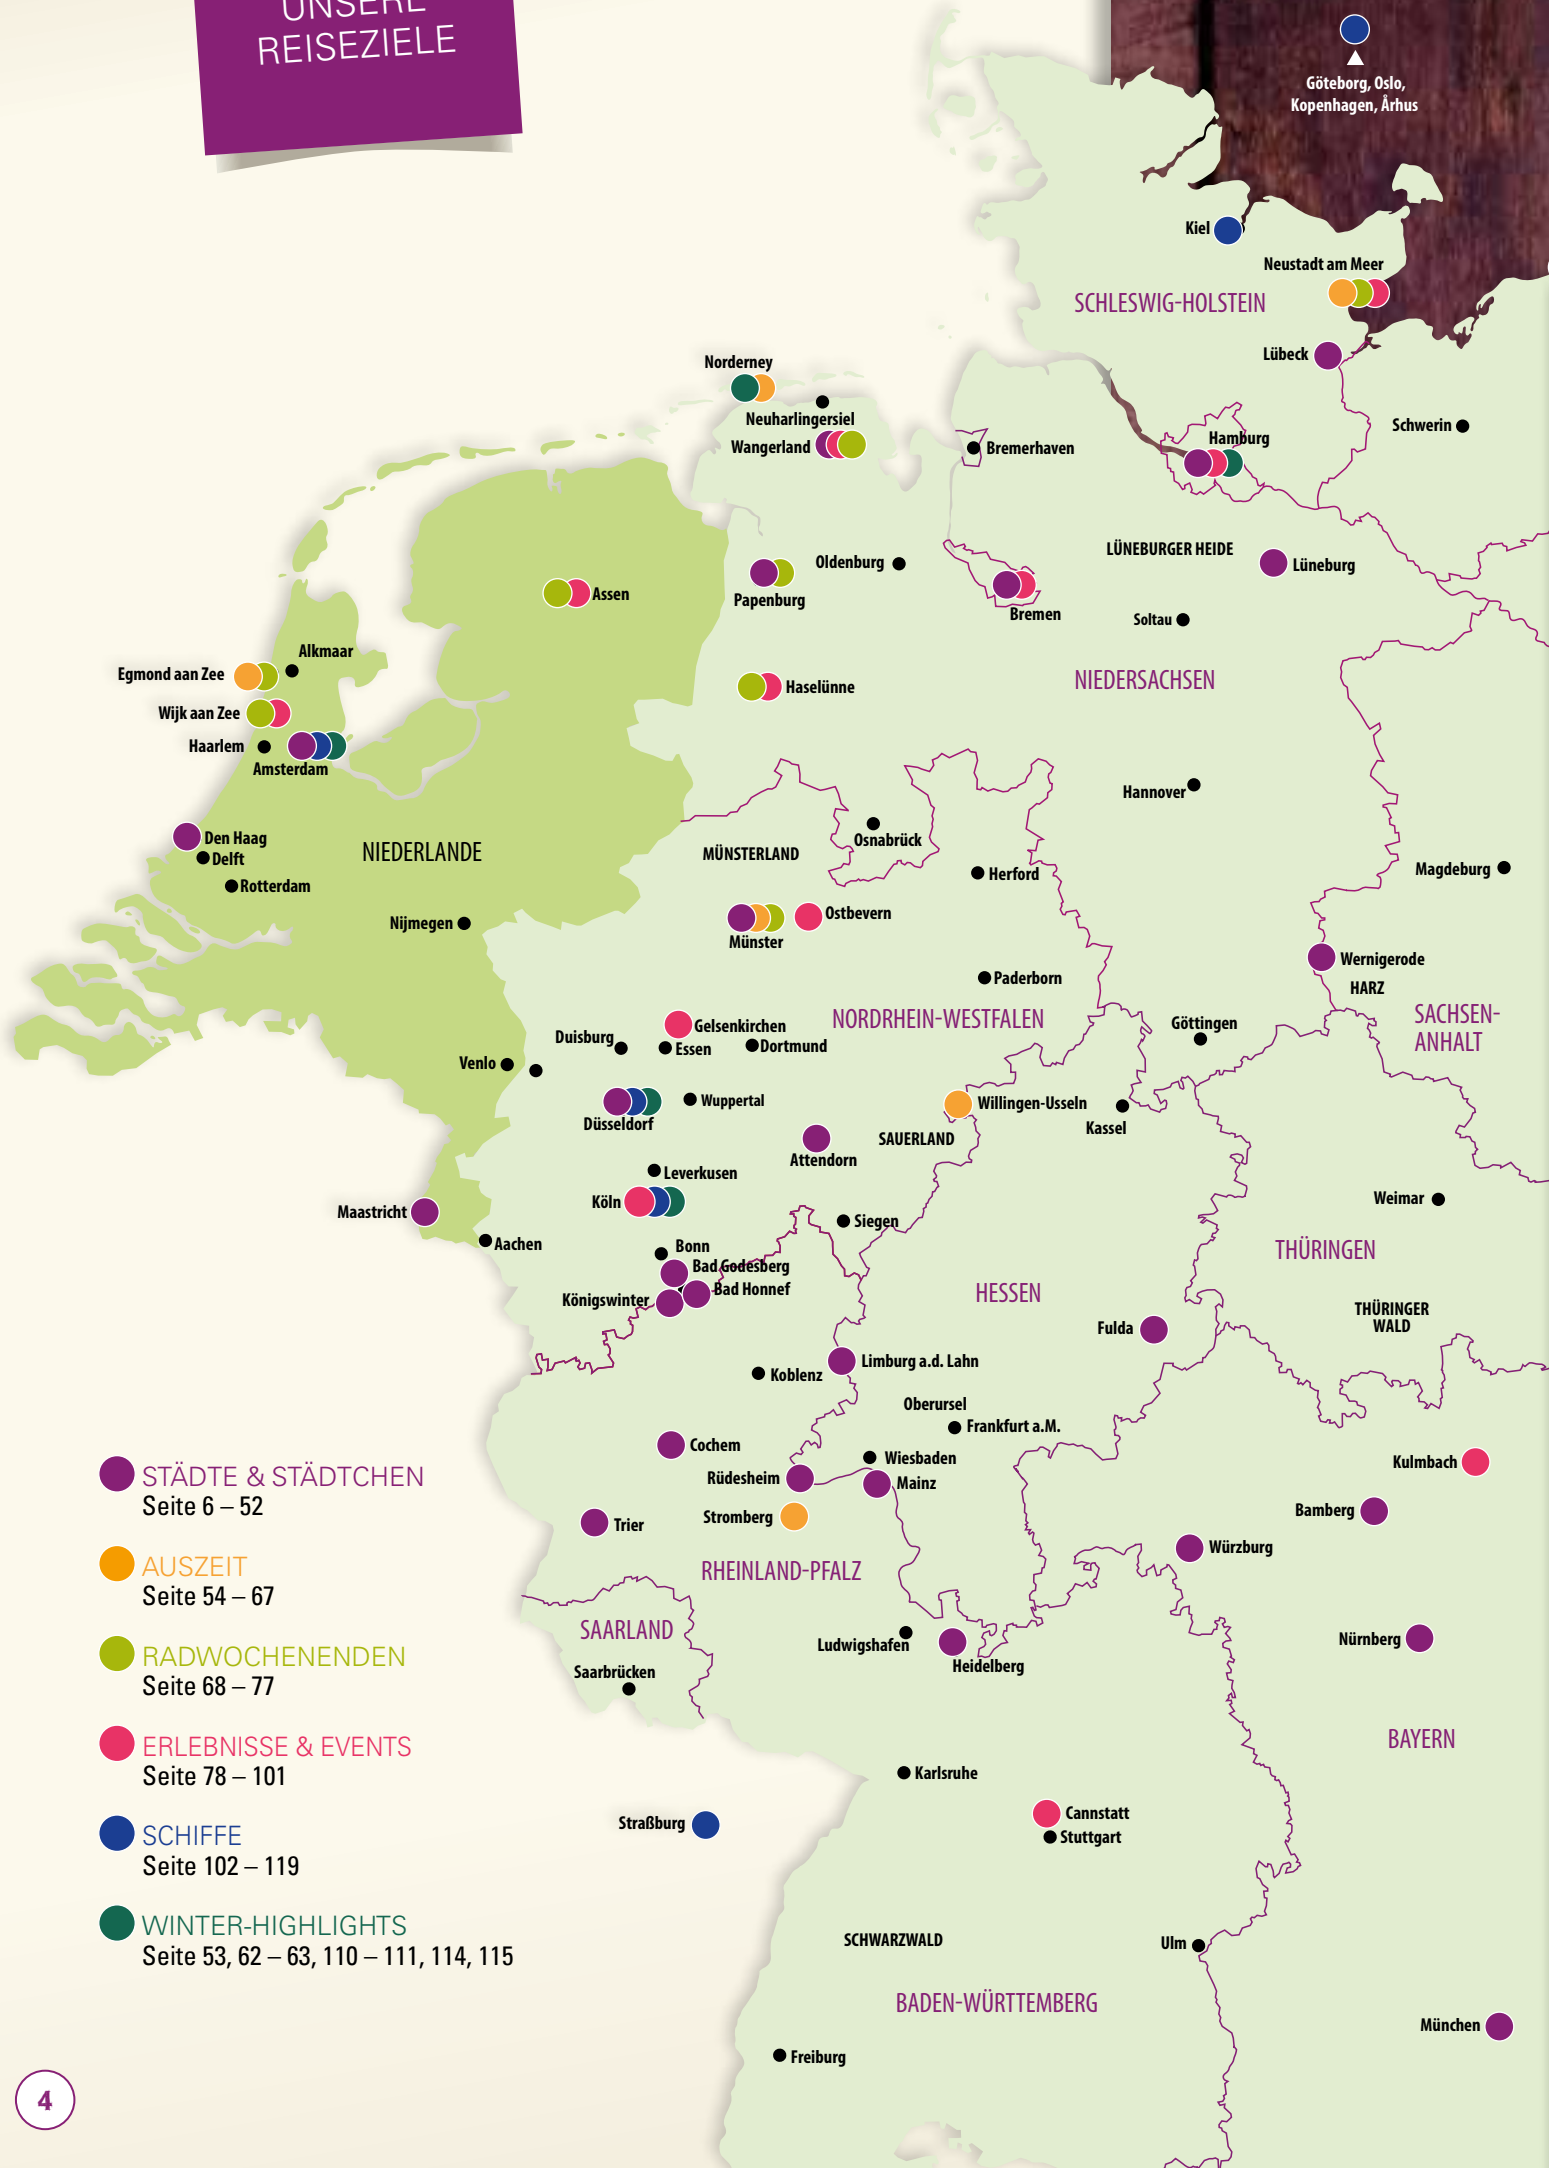 UNSERE
REISEZIELE
Göteborg, Oslo,
Kopenhagen, Århus
Kiel
Neustadt am Meer
SCHLESWIG-HOLSTEIN
Lübeck
Norderney
Neuharlingersiel
Wangerland
Bremerhaven
Hamburg
Schwerin
Oldenburg
LÜNEBURGER HEIDE
Lüneburg
Assen
Papenburg
Bremen
Soltau
Alkmaar
Egmond aan Zee
Haselünne
NIEDERSACHSEN
Wijk aan Zee
Haarlem
Amsterdam
Hannover
Den Haag
Delft
NIEDERLANDE
MÜNSTERLAND
Osnabrück
Rotterdam
Herford
Magdeburg
Nijmegen
Ostbevern
Münster
Wernigerode
Paderborn
HARZ
Gelsenkirchen
NORDRHEIN-WESTFALEN
Göttingen
SACHSEN-
ANHALT
Duisburg
Essen
Dortmund
Venlo
Wuppertal
Willingen-Usseln
Düsseldorf
Kassel
SAUERLAND
Attendorn
Leverkusen
Köln
Weimar
Maastricht
Siegen
Aachen
Bonn
THÜRINGEN
Bad Godesberg
Bad Honnef
HESSEN
Königswinter
THÜRINGER
WALD
Fulda
Limburg a.d. Lahn
Koblenz
Oberursel
Frankfurt a.M.
Cochem
Wiesbaden
Kulmbach
Rüdesheim
Mainz
STÄDTE & STÄDTCHEN
Seite 6 – 52
Bamberg
Stromberg
Trier
Würzburg
AUSZEIT
Seite 54 – 67
RHEINLAND-PFALZ
SAARLAND
Ludwigshafen
Nürnberg
RADWOCHENENDEN
Seite 68 – 77
Heidelberg
Saarbrücken
ERLEBNISSE & EVENTS
Seite 78 – 101
BAYERN
Karlsruhe
Cannstatt
Straßburg
Stuttgart
SCHIFFE
Seite 102 – 119
WINTER-HIGHLIGHTS
Seite 53, 62 – 63, 110 – 111, 114, 115
SCHWARZWALD
Ulm
BADEN-WÜRTTEMBERG
München
Freiburg
4